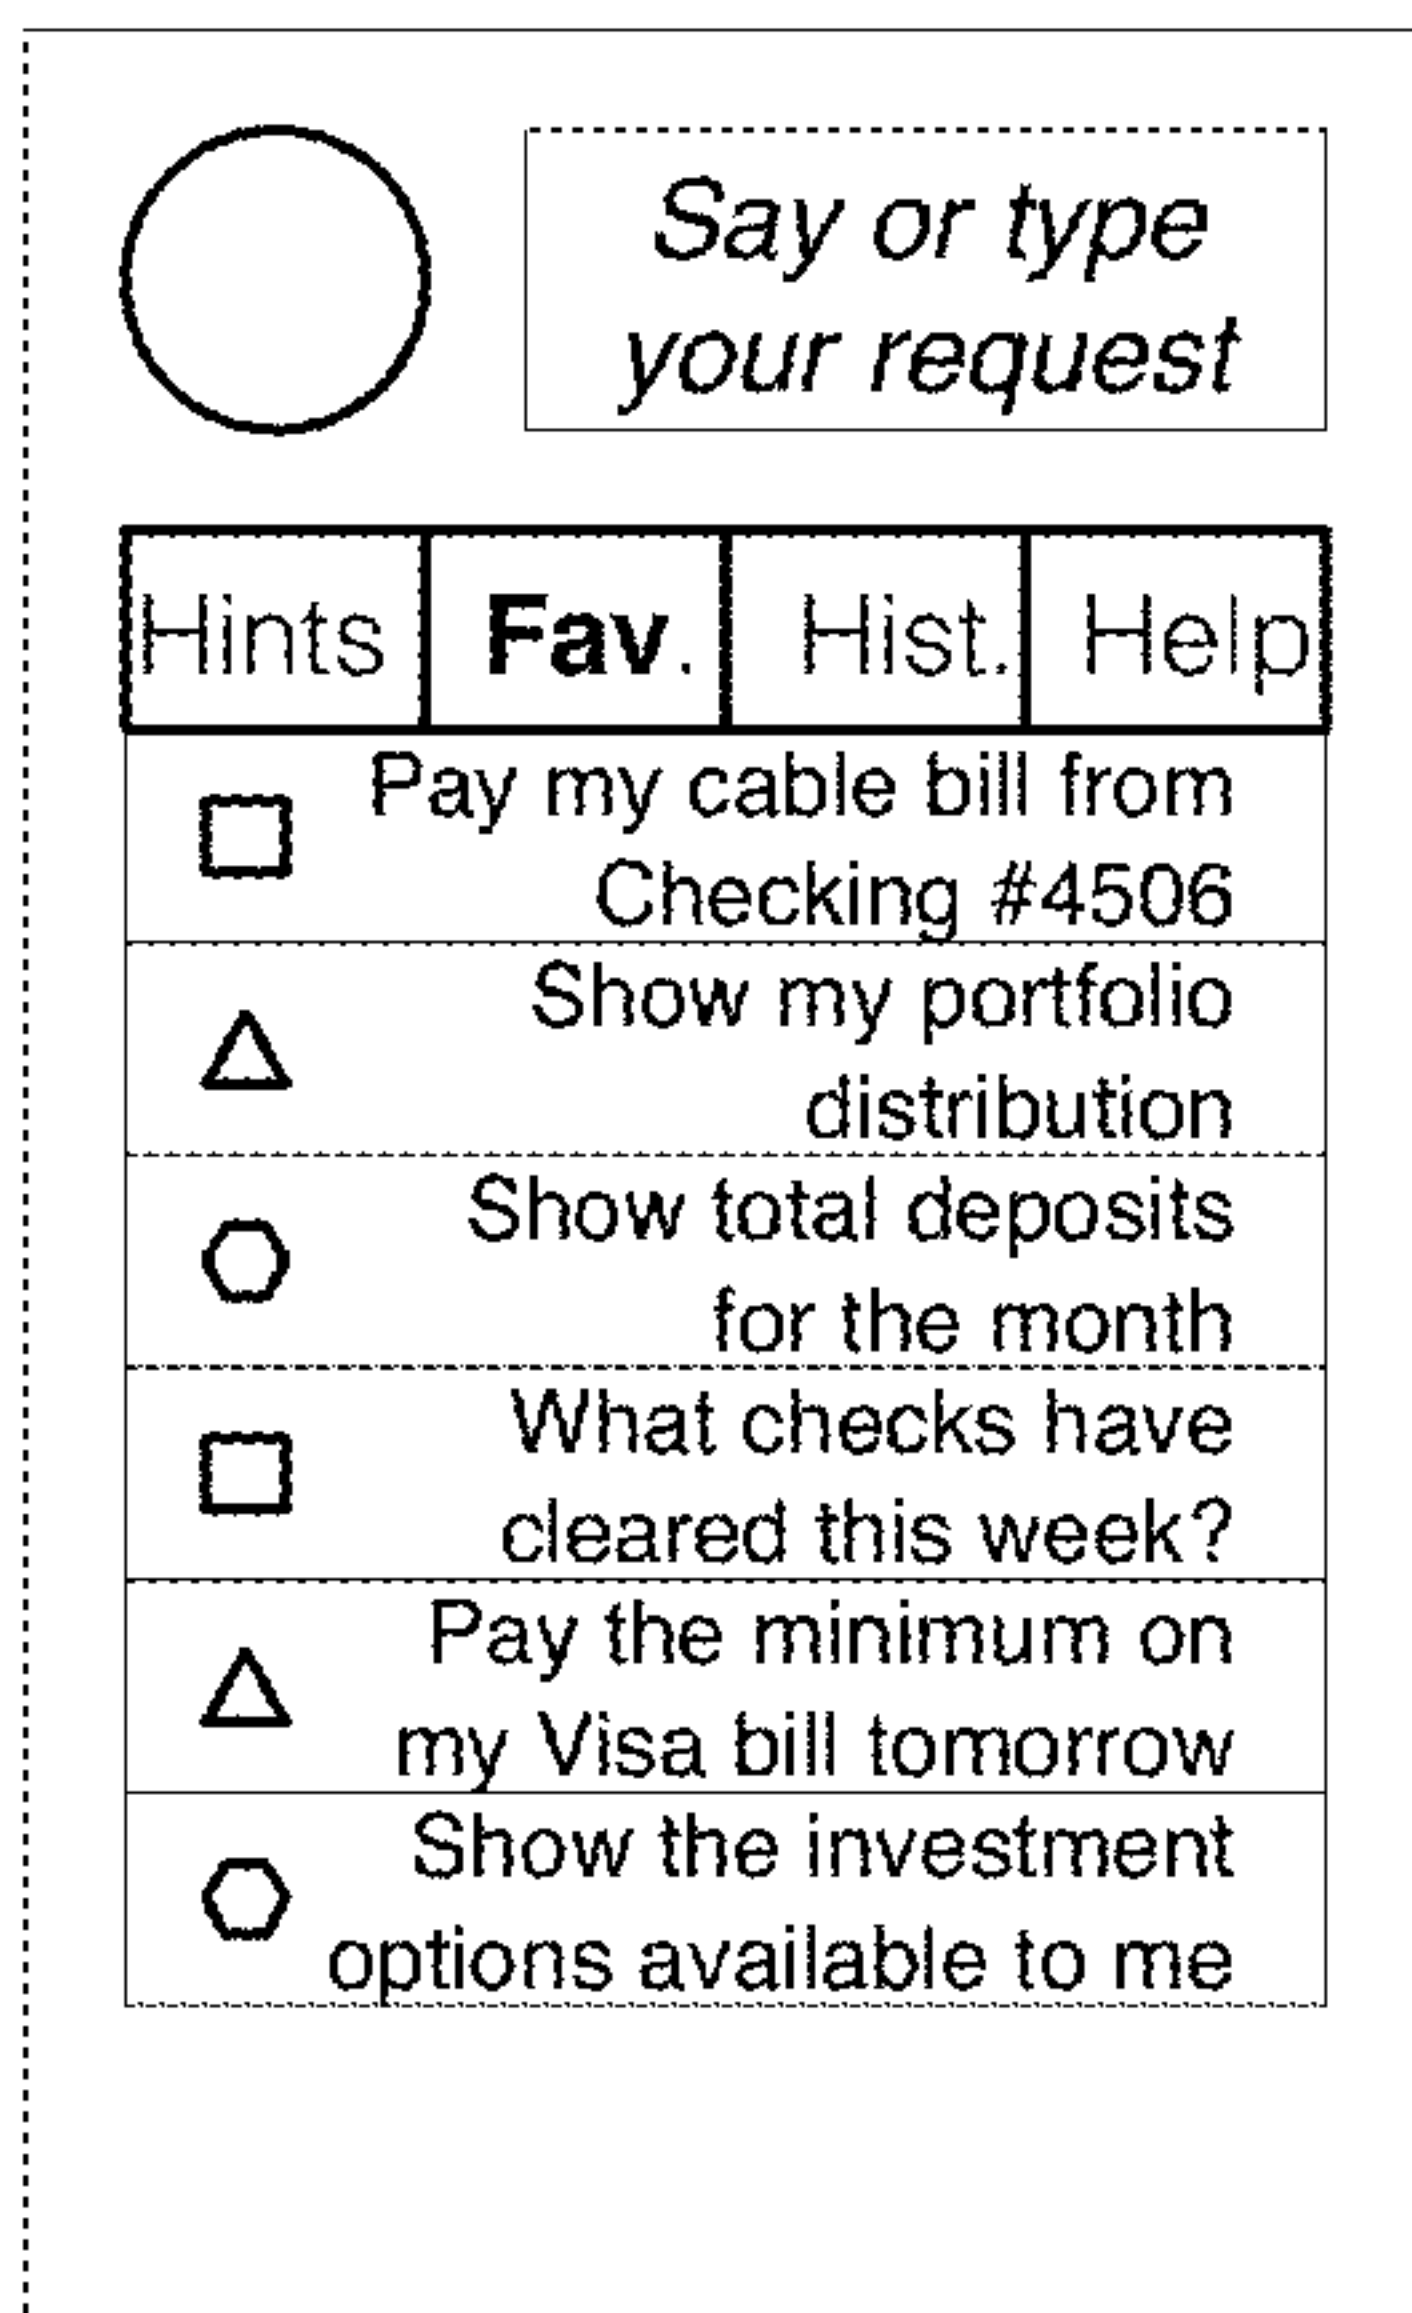 Say or type
your request
Hints Fav. Hist. Help
Pay my cable bill from
Checking #4506
Show my portfolio
distribution
Show total deposits
for the month
What checks have
cleared this week?
Pay the minimum on
my Visa bill tomorrow
Show the investment
options available to me